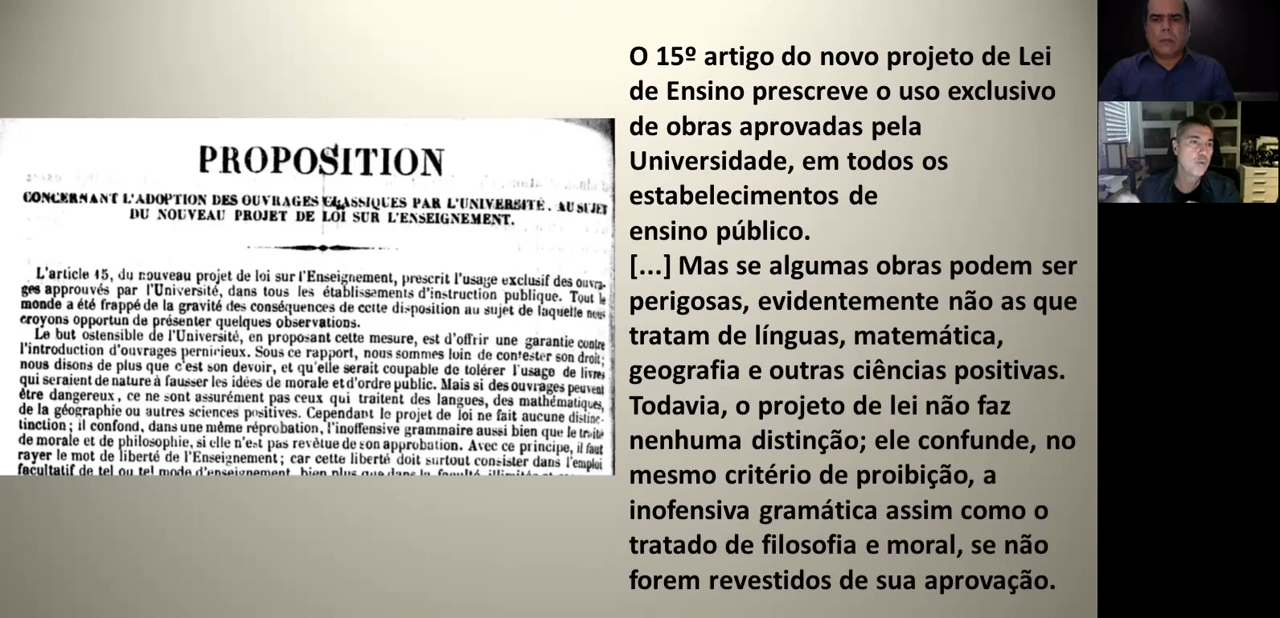 PROPOSITION
CONCERNANT L'ADOPTION DES OUVRAGES CLASSIQUES PAR L'UNIVERSITÉ, AU SUJET
DU NOUVEAU PROJET DE LOI SUR L'ENSEIGNEMENT.
L'article 15, du nouveau projet de loi sur l'Enseignement, prescrit l'usage exclusif des ouvra-
ges approuvés par l'Université, dans tous les établissements d'instruction publique. Tout le
monde a été frappé de la gravité des conséquences de cette disposition au sujet de laquelle nous
croyons opportun de présenter quelques observations.
Le but ostensible de l'Université, en proposant cette mesure, est d'offrir une garantie contre
l'introduction d'ouvrages pernicieux. Sous ce rapport, nous sommes loin de contester son droit;
nous disons de plus que c'est son devoir, et qu'elle serait coupable de tolérer l'usage de livres
qui seraient de nature à fausser les idées de morale et d'ordre public. Mais si des ouvrages peuvent
être dangereux, ce ne sont assurément pas ceux qui traitent des langues, des mathématiques,
de la géographie ou autres sciences positives. Cependant le projet de loi ne fait aucune distinc-
tinction; il confond, dans une même réprobation, l'inoffensive grammaire aussi bien que le traité
de morale et de philosophie, si elle n'est pas revêtue de son approbation. Avec ce principe, il faut
rayer le mot de liberté de l'Enseignement; car cette liberté doit surtout consister dans l'emploi
facultatif de tel ou tel mode d'enseignement, bien plus que dans la faculté
O 15º artigo do novo projeto de Lei
de Ensino prescreve o uso exclusivo
de obras aprovadas pela
Universidade, em todos os
estabelecimentos de
ensino público.
[...] Mas se algumas obras podem ser
perigosas, evidentemente não as que
tratam de línguas, matemática,
geografia e outras ciências positivas.
Todavia, o projeto de lei não faz
nenhuma distinção; ele confunde, no
mesmo critério de proibição, a
inofensiva gramática assim como o
tratado de filosofia e moral, se não
forem revestidos de sua aprovação.